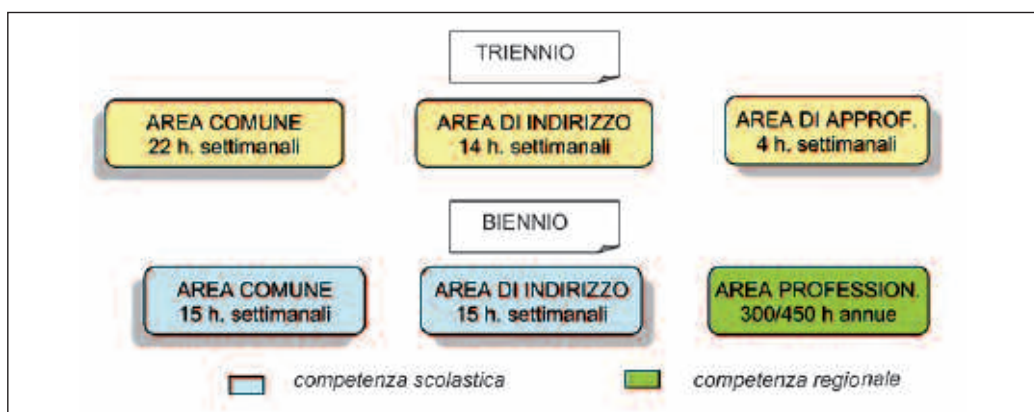 TRIENNIO
AREA COMUNE
22 h. settimanali
AREA DI INDIRIZZO
14 h. settimanali
AREA DI APPROF.
4 h. settimanali
BIENNIO
AREA COMUNE
15 h. settimanali
AREA DI INDIRIZZO
15 h. settimanali
AREA PROFESSION.
300/450 h annue
competenza scolastica
competenza regionale